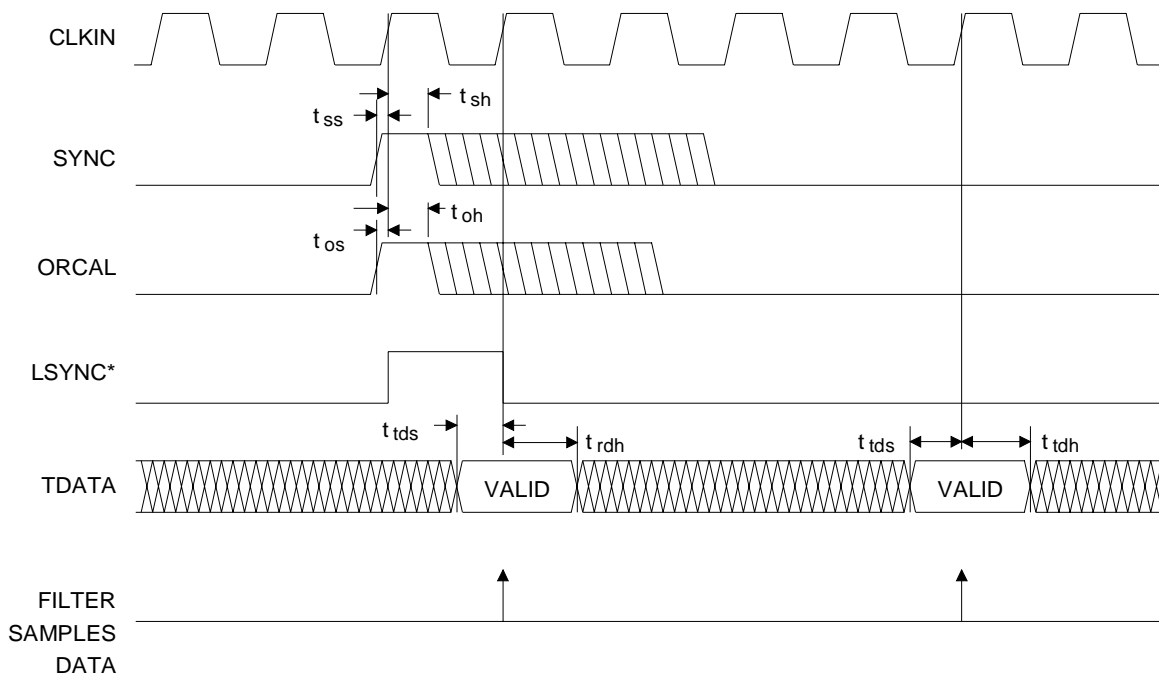 CLKIN
t sh
t ss
SYNC
t oh
t os
ORCAL
LSYNC*
t tds
t rdh
t tds
t tdh
TDATA
VALID
VALID
FILTER
SAMPLES
DATA